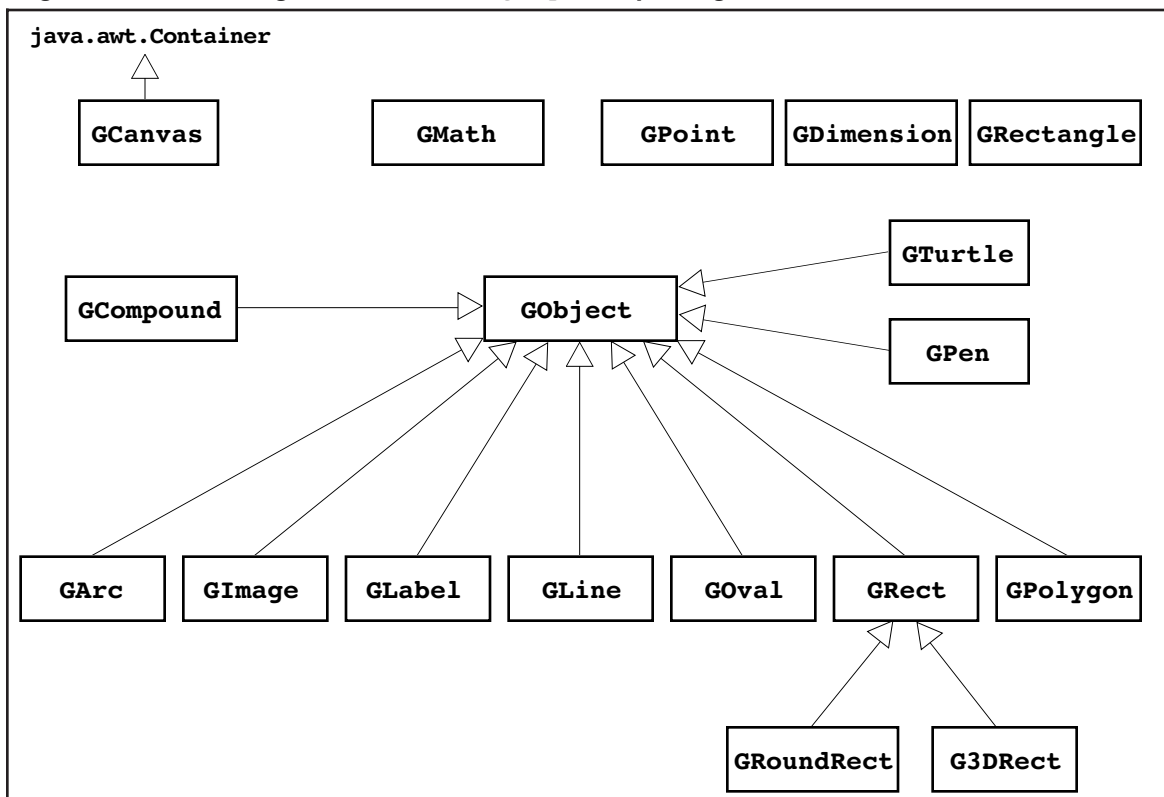 java.awt.Container
GCanvas
GMath
GPoint
GDimension
GRectangle
GTurtle
GCompound
GObject
GPen
GArc
GImage
GLabel
GLine
GOval
GRect
GPolygon
GRoundRect
G3DRect